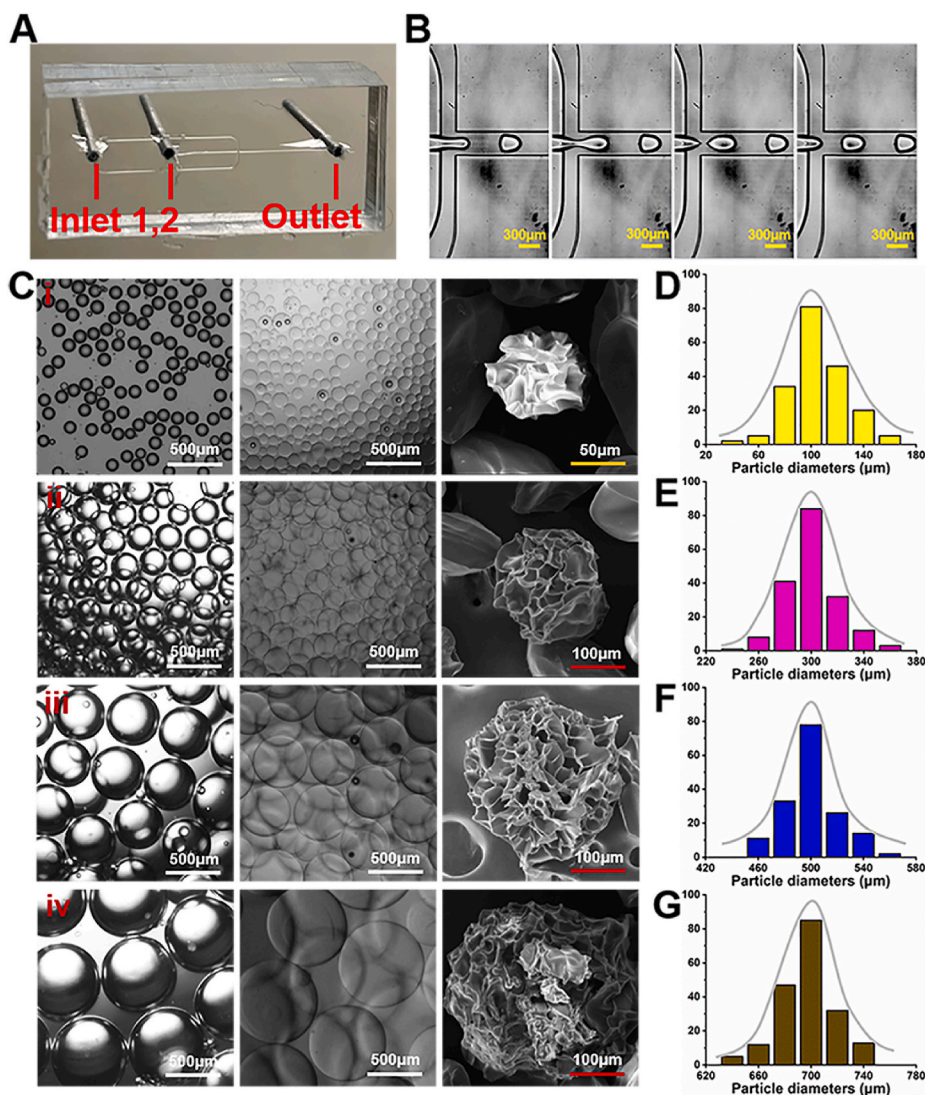 A
Inlet 1,2
Outlet
B
300μm
300μm
300μm
300μm
C
i
500μm
500μm
50μm
ii
500μm
500μm
100μm
iii
500μm
500μm
100μm
iv
500μm
500μm
100μm
D
100
80
60
40
20
0
20
60
100
140
180
Particle diameters (μm)
E
100
80
60
40
20
0
220
260
300
340
380
Particle diameters (μm)
F
100
80
60
40
20
0
420
460
500
540
580
Particle diameters (μm)
G
100
80
60
40
20
0
620
660
700
740
780
Particle diameters (μm)